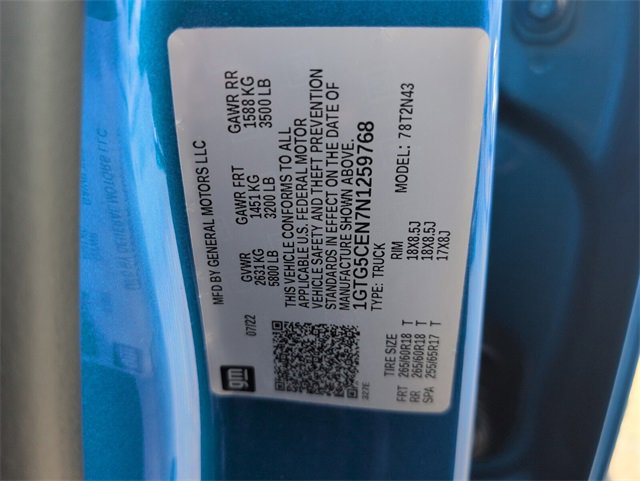 MFD BY GENERAL MOTORS LLC
07/22
GVWR
2631 KG
5800 LB
GAWR FRT
1451 KG
3200 LB
GAWR RR
1588 KG
3500 LB
THIS VEHICLE CONFORMS TO ALL
APPLICABLE U.S. FEDERAL MOTOR
VEHICLE SAFETY AND THEFT PREVENTION
STANDARDS IN EFFECT ON THE DATE OF
MANUFACTURE SHOWN ABOVE.
1GTG5CEN7N1259768
TYPE: TRUCK
MODEL: 78T2N43
gm
327E
TIRE SIZE RIM
FRT 265/60R18 T 18X8.5J
RR 265/60R18 T 18X8.5J
SPA 255/65R17 T 17X8J